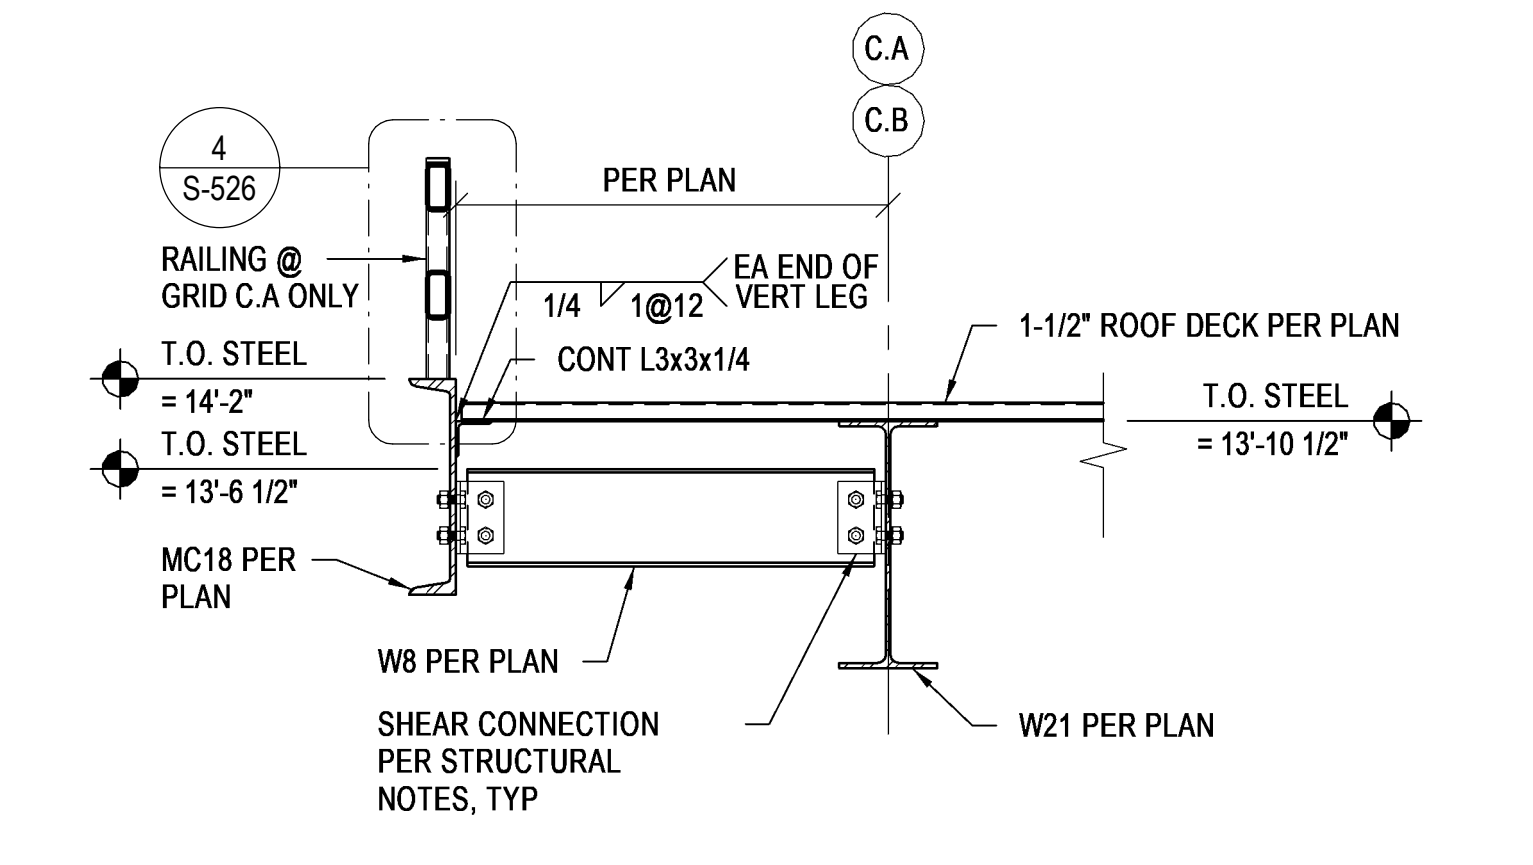 C.A
C.B
4
S-526
PER PLAN
RAILING @
GRID C.A ONLY
1/4
1@12
EA END OF
VERT LEG
1-1/2" ROOF DECK PER PLAN
CONT L3x3x1/4
T.O. STEEL
= 14'-2"
T.O. STEEL
= 13'-6 1/2"
T.O. STEEL
= 13'-10 1/2"
MC18 PER
PLAN
W8 PER PLAN
SHEAR CONNECTION
PER STRUCTURAL
NOTES, TYP
W21 PER PLAN